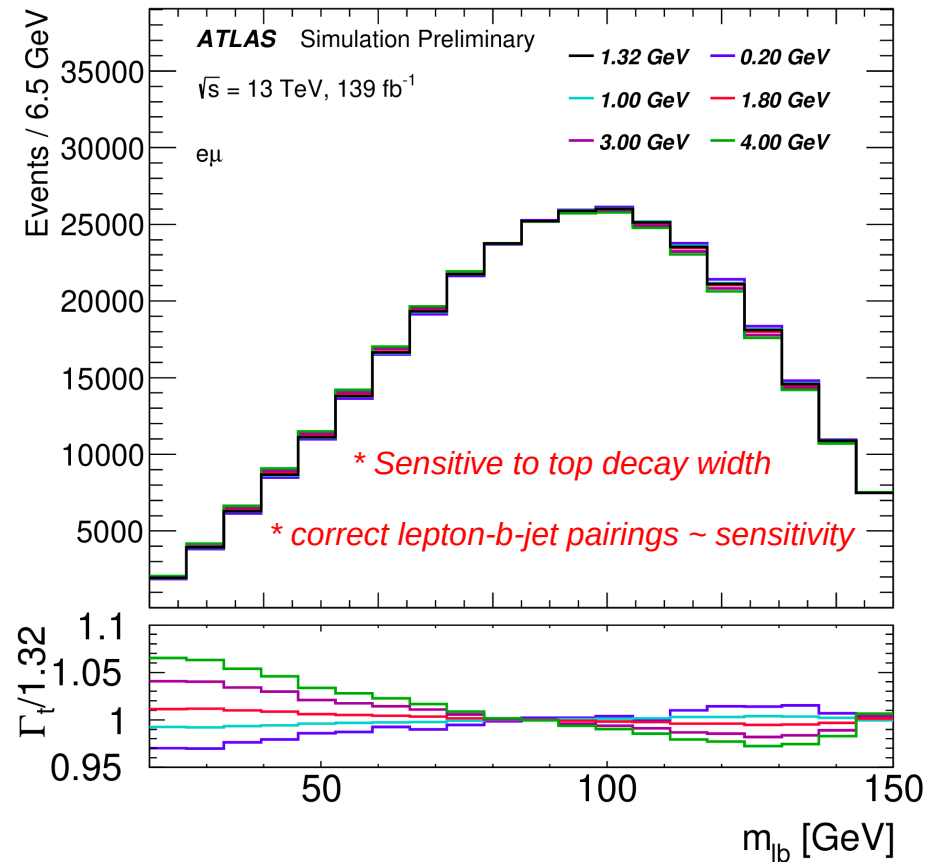 ATLAS Simulation Preliminary
√s = 13 TeV, 139 fb⁻¹
eμ
1.32 GeV 0.20 GeV
1.00 GeV 1.80 GeV
3.00 GeV 4.00 GeV
Events / 6.5 GeV
35000
30000
25000
20000
15000
10000
5000
* Sensitive to top decay width
* correct lepton-b-jet pairings ~ sensitivity
Γt/1.32
1.1
1.05
1
0.95
50 100 150
mlb [GeV]